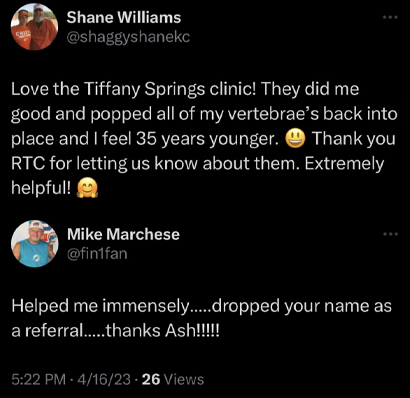 Shane Williams
@shaggyshanekc
Love the Tiffany Springs clinic! They did me
good and popped all of my vertebrae's back into
place and I feel 35 years younger. 😃 Thank you
RTC for letting us know about them. Extremely
helpful! 🤗
Mike Marchese
@fin1fan
Helped me immensely.....dropped your name as
a referral.....thanks Ash!!!!!
5:22 PM · 4/16/23 · 26 Views